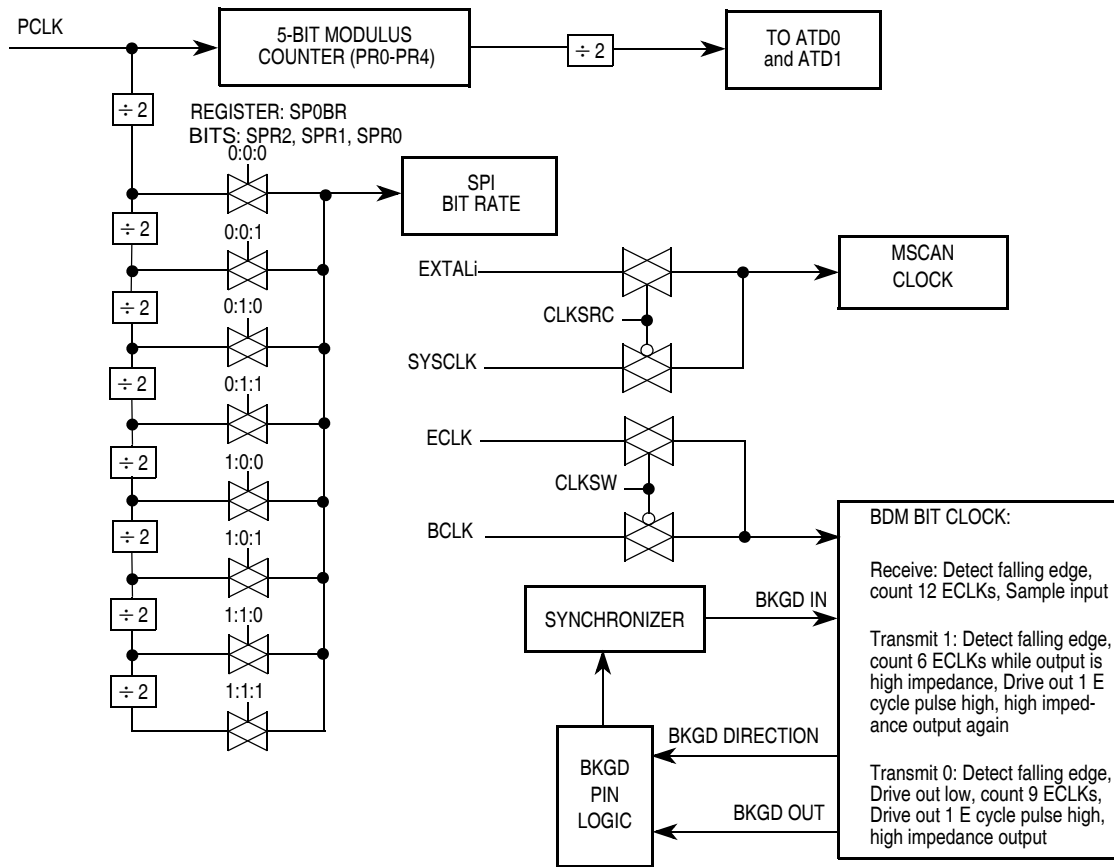 PCLK
5-BIT MODULUS
COUNTER (PR0-PR4)
÷ 2
TO ATD0
and ATD1
÷ 2
REGISTER: SP0BR
BITS: SPR2, SPR1, SPR0
0:0:0
SPI
BIT RATE
÷ 2
0:0:1
÷ 2
0:1:0
÷ 2
0:1:1
÷ 2
1:0:0
÷ 2
1:0:1
÷ 2
1:1:0
÷ 2
1:1:1
EXTALi
MSCAN
CLOCK
CLKSRC
SYSCLK
ECLK
CLKSW
BCLK
BDM BIT CLOCK:
Receive: Detect falling edge,
count 12 ECLKs, Sample input
Transmit 1: Detect falling edge,
count 6 ECLKs while output is
high impedance, Drive out 1 E
cycle pulse high, high imped-
ance output again
Transmit 0: Detect falling edge,
Drive out low, count 9 ECLKs,
Drive out 1 E cycle pulse high,
high impedance output
SYNCHRONIZER
BKGD IN
BKGD
PIN
LOGIC
BKGD DIRECTION
BKGD OUT